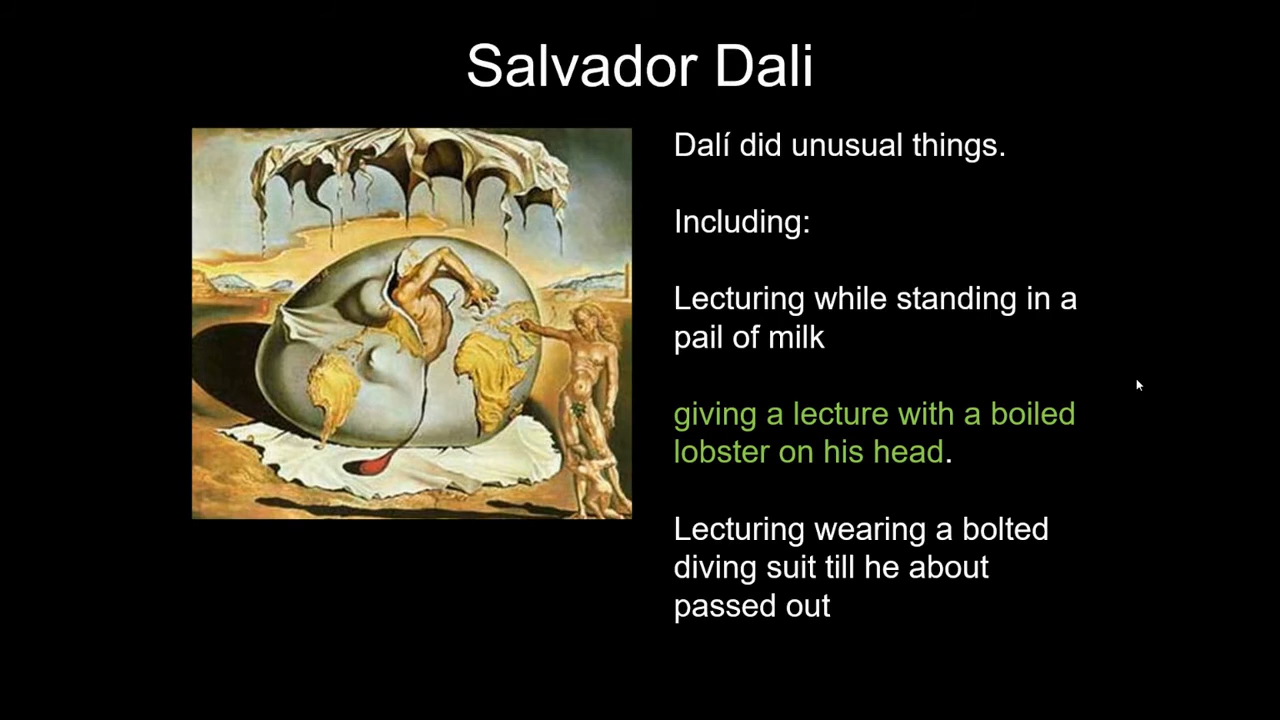 Salvador Dali
Dalí did unusual things.
Including:
Lecturing while standing in a
pail of milk
giving a lecture with a boiled
lobster on his head.
Lecturing wearing a bolted
diving suit till he about
passed out